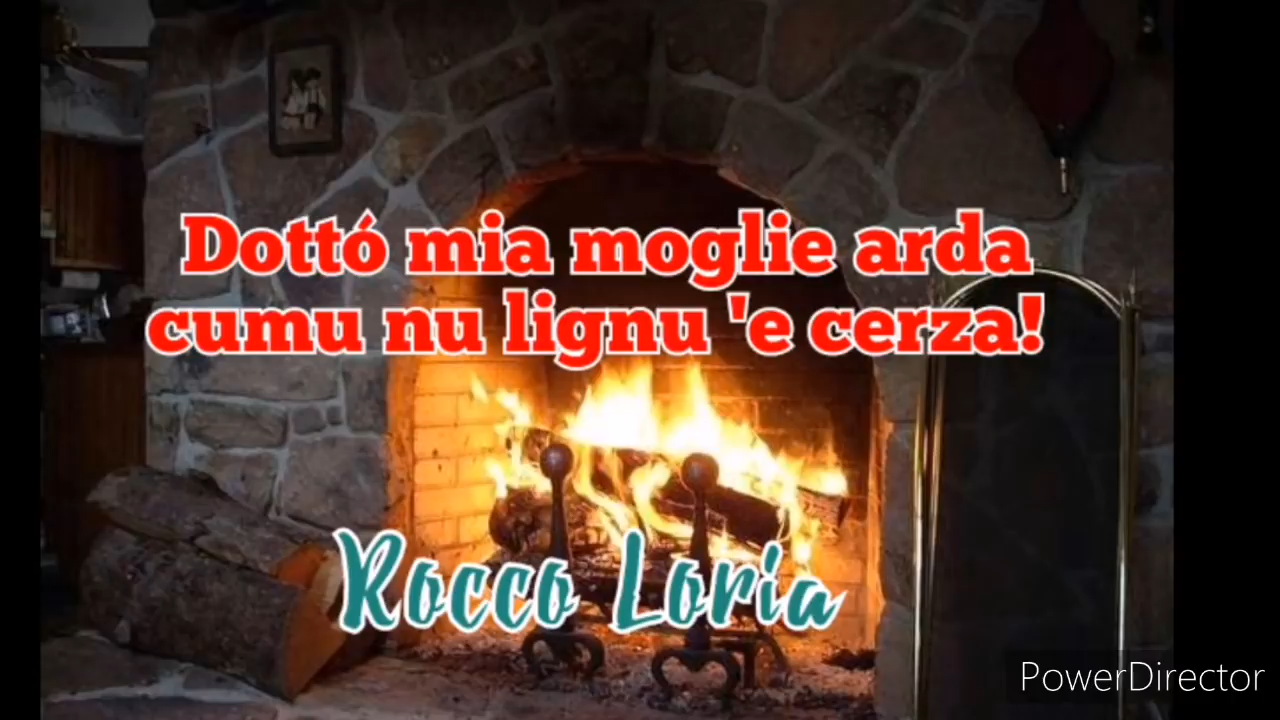 Dottó mia moglie arda
cumu nu lignu 'e cerza!
Rocco Loria
PowerDirector